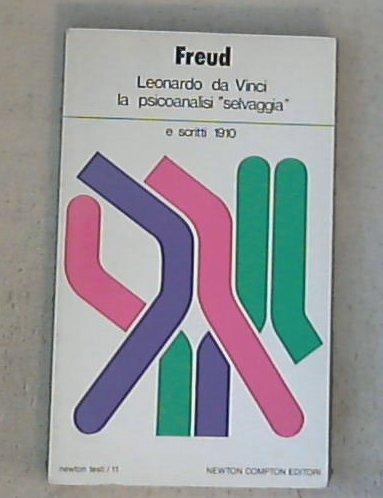 Freud
Leonardo da Vinci
la psicoanalisi "selvaggia"
e scritti 1910
newton testi / 11
NEWTON COMPTON EDITORI